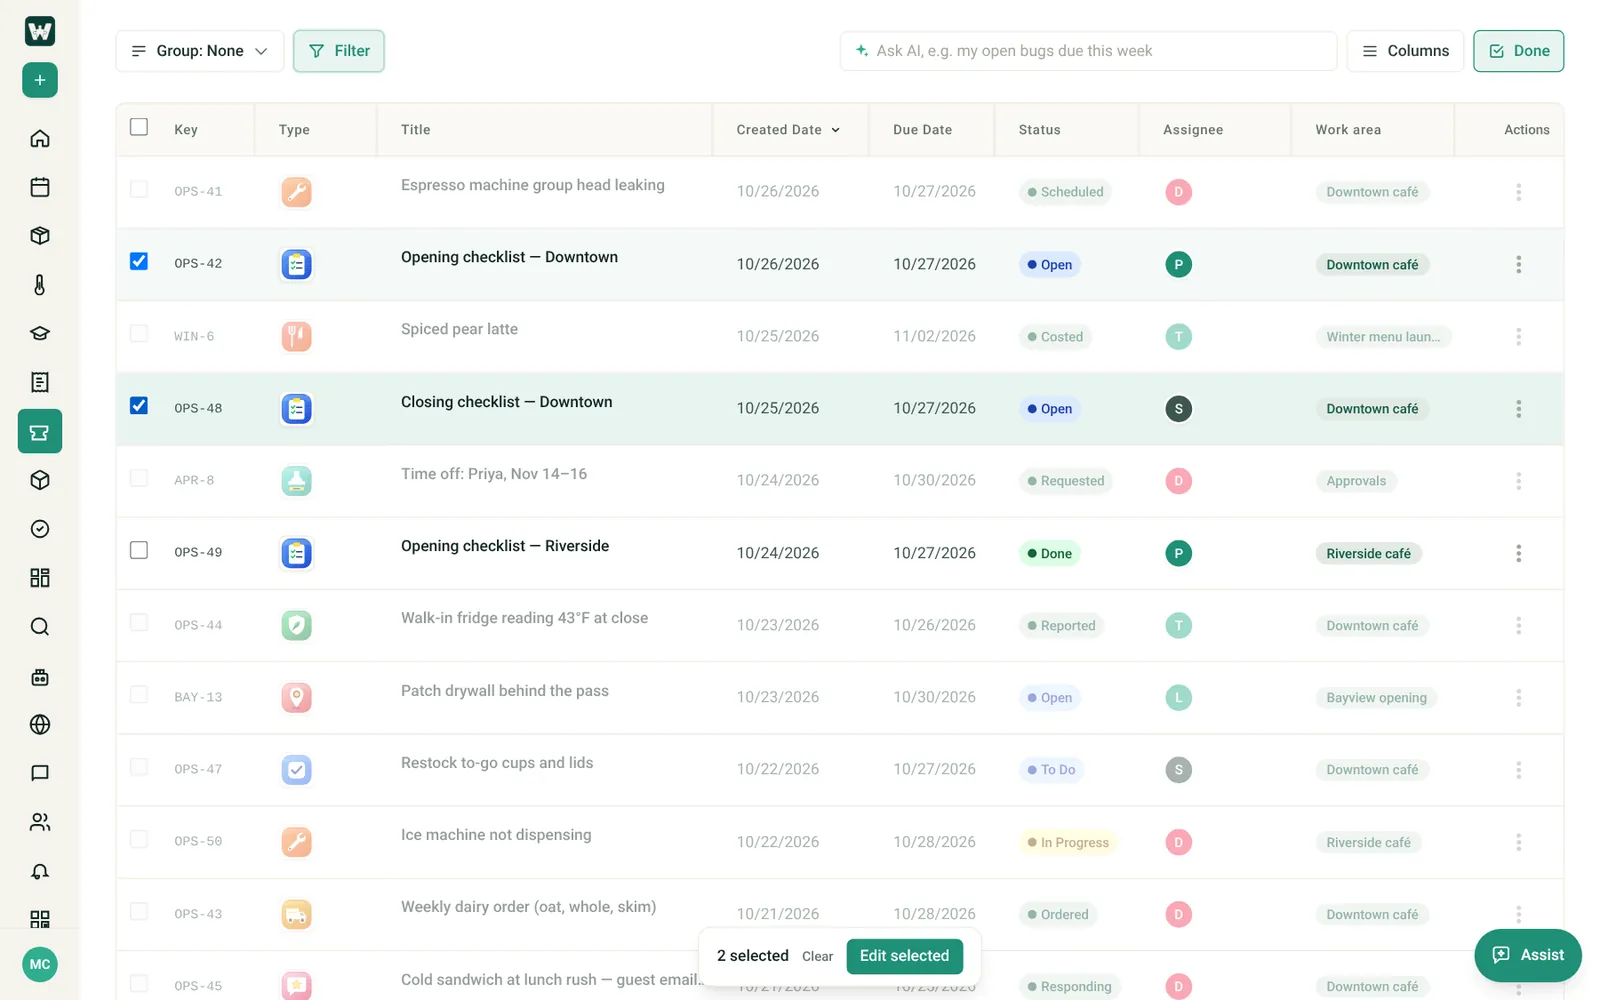 W
Group: None
Filter
Ask AI, e.g. my open bugs due this week
Columns
Done
Key Type Title Created Date Due Date Status Assignee Work area Actions
OPS-41 Espresso machine group head leaking 10/26/2026 10/27/2026 Scheduled D Downtown café
OPS-42 Opening checklist — Downtown 10/26/2026 10/27/2026 Open P Downtown café
WIN-6 Spiced pear latte 10/25/2026 11/02/2026 Costed T Winter menu laun...
OPS-48 Closing checklist — Downtown 10/25/2026 10/27/2026 Open S Downtown café
APR-8 Time off: Priya, Nov 14–16 10/24/2026 10/30/2026 Requested D Approvals
OPS-49 Opening checklist — Riverside 10/24/2026 10/27/2026 Done P Riverside café
OPS-44 Walk-in fridge reading 43°F at close 10/23/2026 10/26/2026 Reported T Downtown café
BAY-13 Patch drywall behind the pass 10/23/2026 10/30/2026 Open L Bayview opening
OPS-47 Restock to-go cups and lids 10/22/2026 10/27/2026 To Do S Downtown café
OPS-50 Ice machine not dispensing 10/22/2026 10/28/2026 In Progress D Riverside café
OPS-43 Weekly dairy order (oat, whole, skim) 10/21/2026 10/28/2026 Ordered D Downtown café
OPS-45 Cold sandwich at lunch rush — guest email... Responding D Downtown café
2 selected Clear Edit selected
Assist
MC